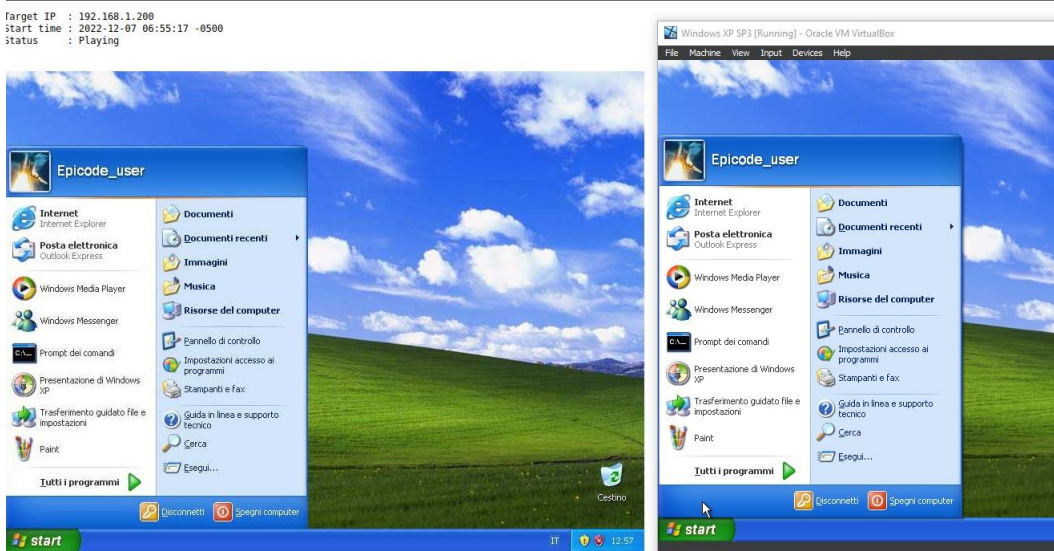 Target IP  : 192.168.1.200
Start time : 2022-12-07 06:55:17 -0500
Status     : Playing
Epicode_user
Internet
Internet Explorer
Posta elettronica
Outlook Express
Windows Media Player
Windows Messenger
Prompt dei comandi
Presentazione di Windows
XP
Trasferimento guidato file e
impostazioni
Paint
Tutti i programmi
Documenti
Documenti recenti
Immagini
Musica
Risorse del computer
Pannello di controllo
Impostazioni accesso ai
programmi
Stampanti e fax
Guida in linea e supporto
tecnico
Cerca
Esegui...
Disconnetti
Spegni computer
Cestino
start
IT
12.57
Windows XP SP3 [Running] - Oracle VM VirtualBox
File Machine View Input Devices Help
Epicode_user
Internet
Internet Explorer
Posta elettronica
Outlook Express
Windows Media Player
Windows Messenger
Prompt dei comandi
Presentazione di Windows
XP
Trasferimento guidato file e
impostazioni
Paint
Tutti i programmi
Documenti
Documenti recenti
Immagini
Musica
Risorse del computer
Pannello di controllo
Impostazioni accesso ai
programmi
Stampanti e fax
Guida in linea e supporto
tecnico
Cerca
Esegui...
Disconnetti
Spegni computer
start